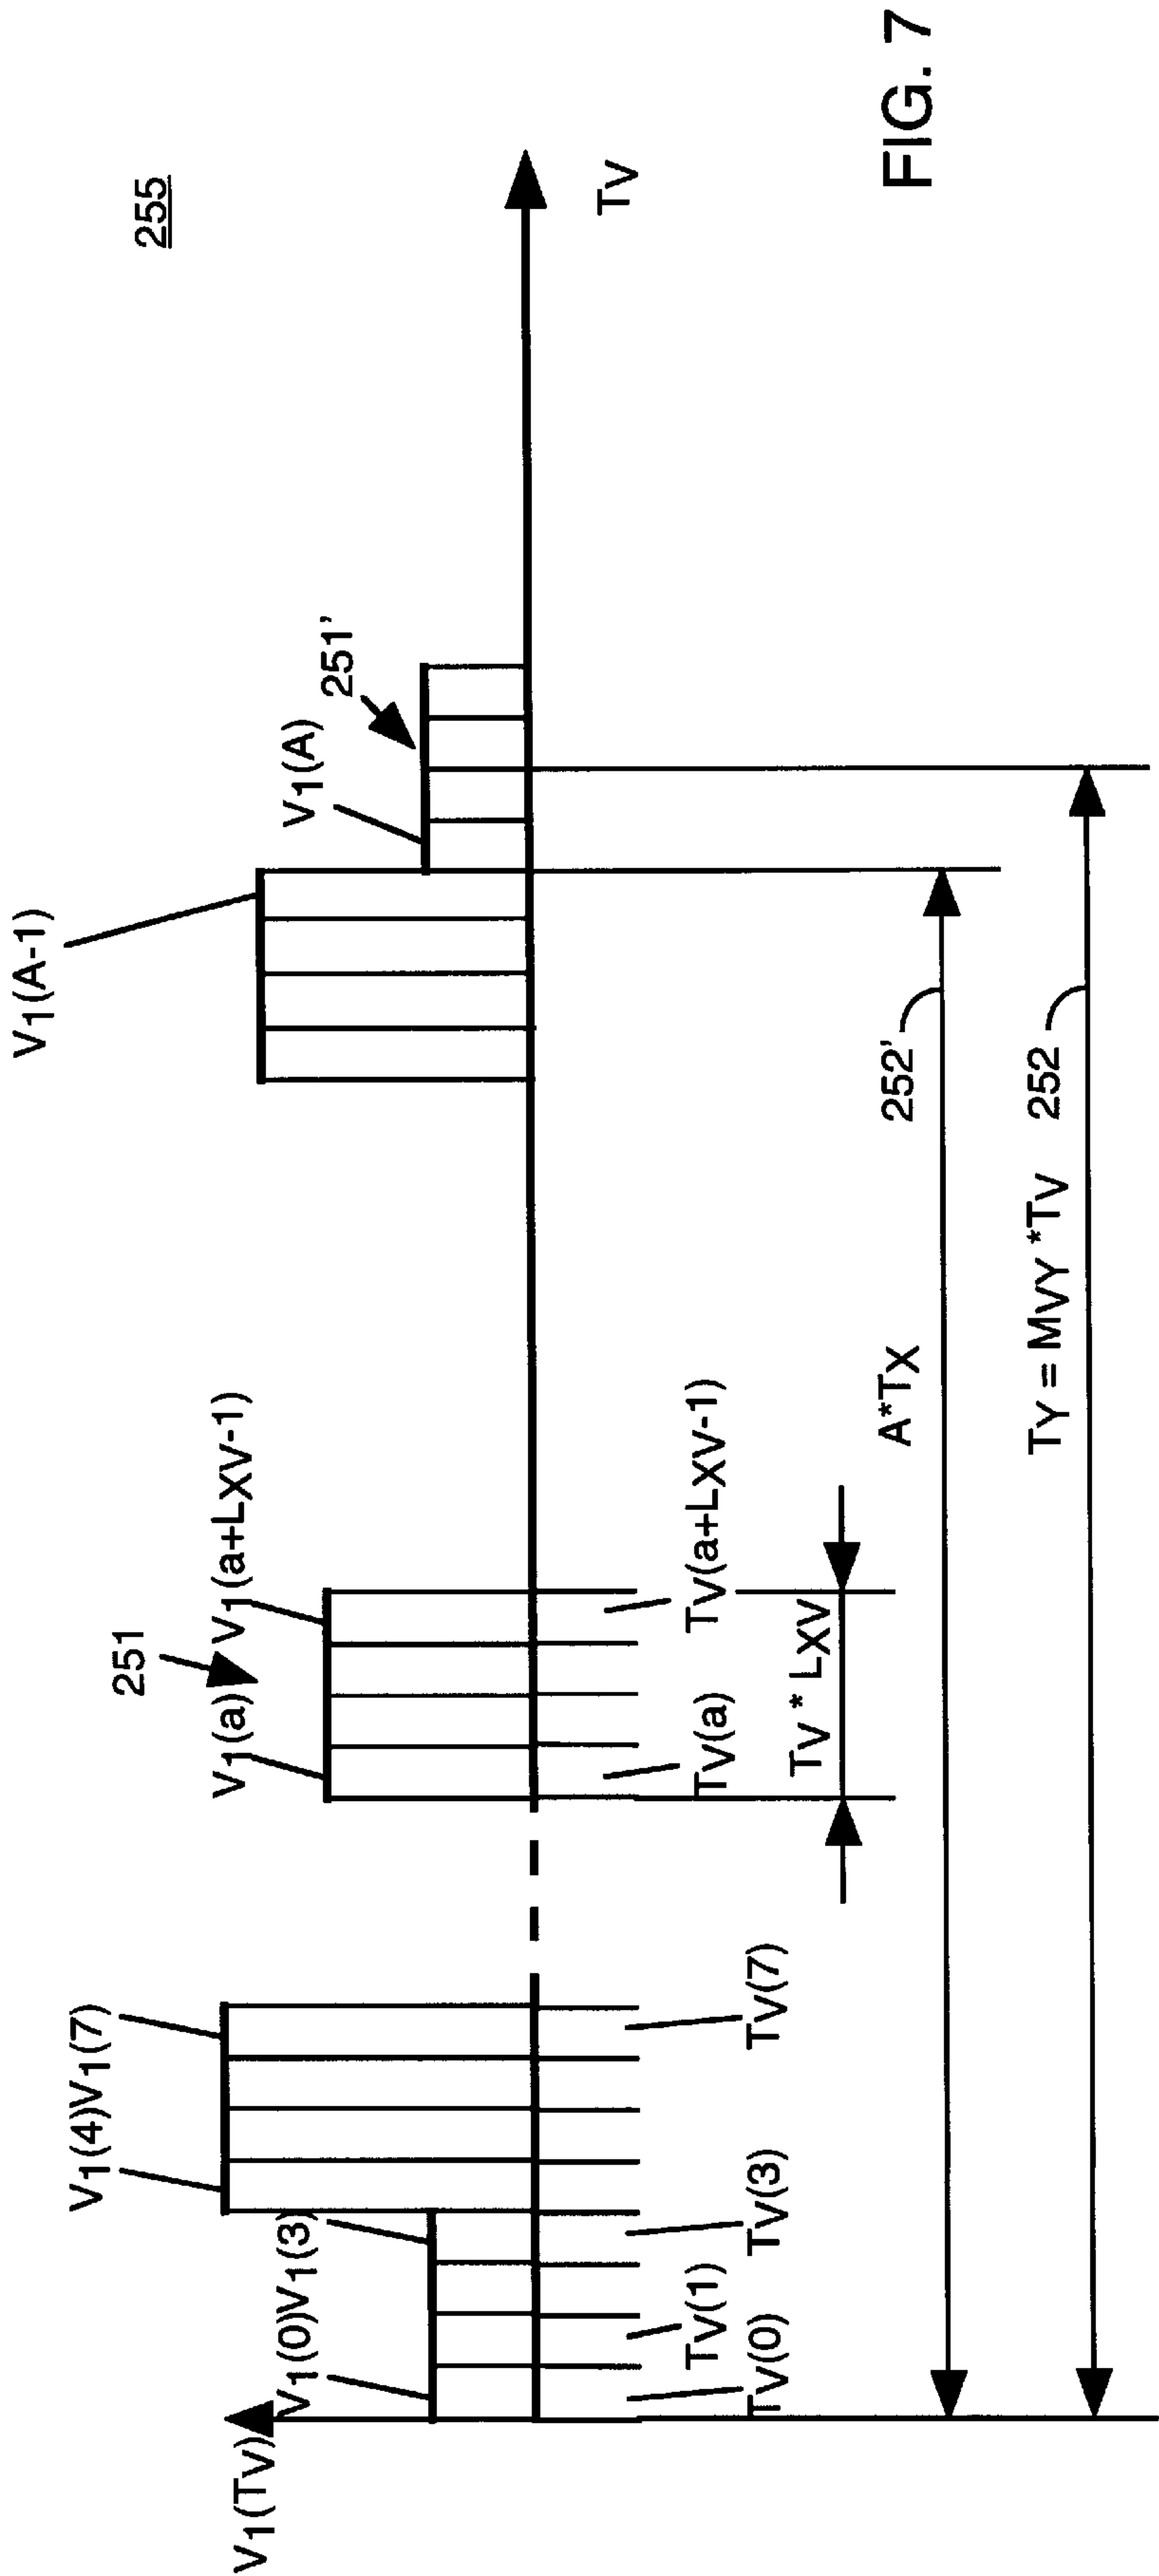 255
V1(TV)
V1(0)V1(3)
V1(4)V1(7)
V1(a)
251
V1(a+LXV-1)
V1(A-1)
V1(A)
251'
TV
TV(0)
TV(1)
TV(3)
TV(7)
TV(a)
TV(a+LXV-1)
TV * LXV
A*TX
252'
TY = MVY *TV
252
FIG. 7